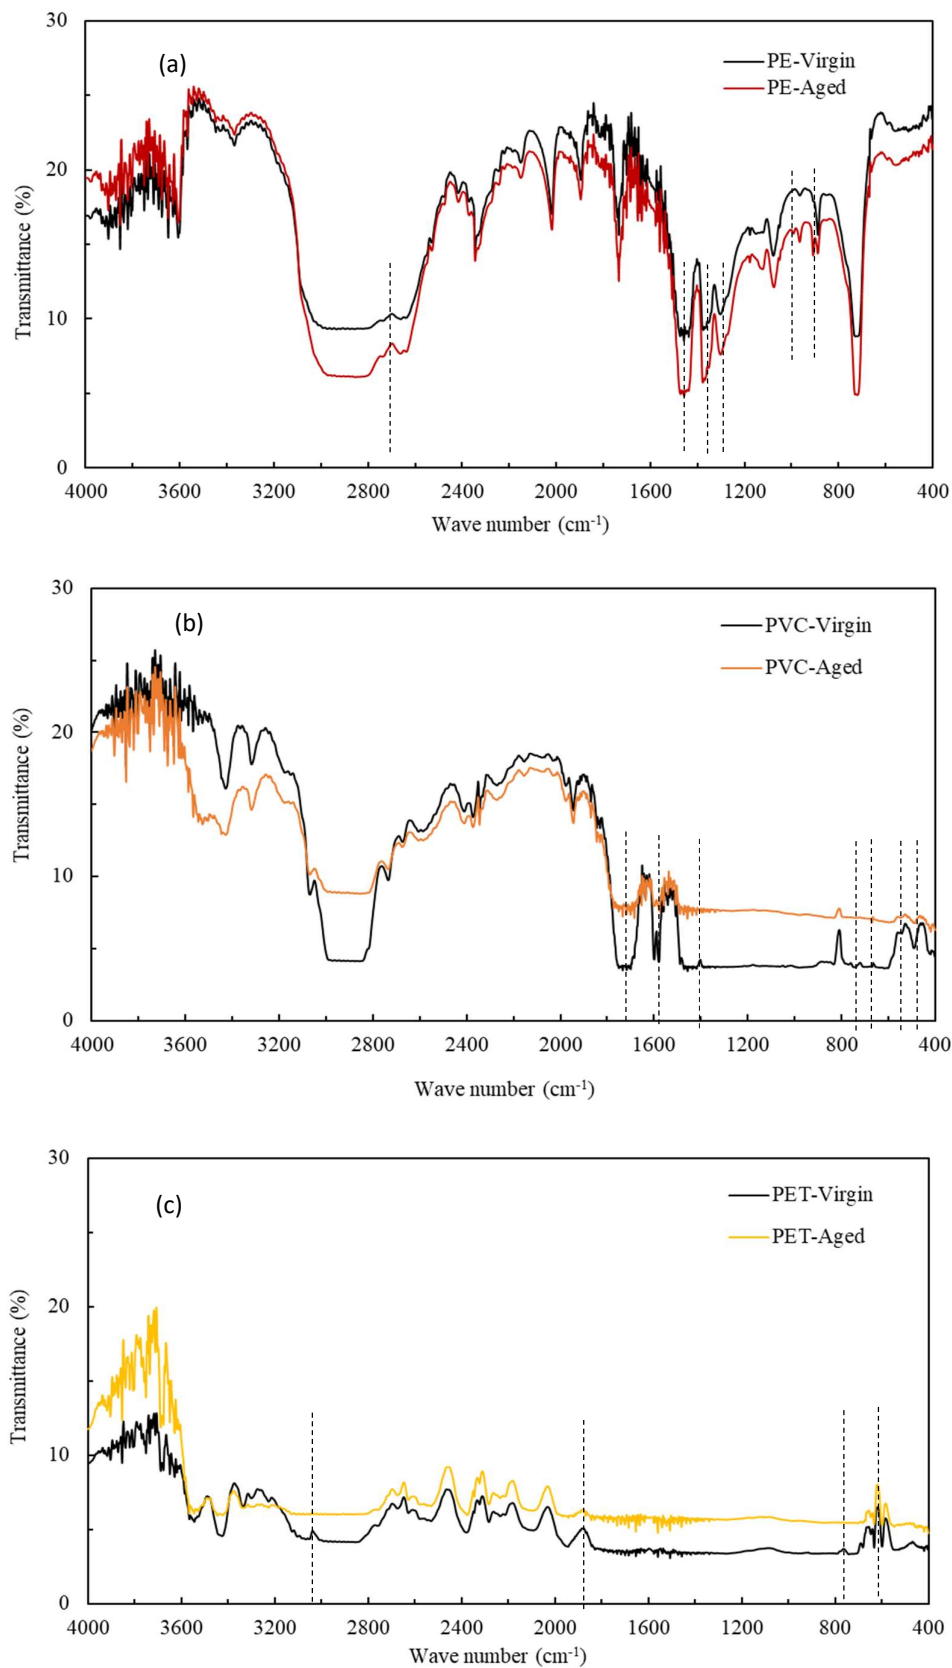 30
(a)
PE-Virgin
PE-Aged
20
Transmittance (%)
10
0
4000 3600 3200 2800 2400 2000 1600 1200 800 400
Wave number (cm-1)
30
(b)
PVC-Virgin
PVC-Aged
20
Transmittance (%)
10
0
4000 3600 3200 2800 2400 2000 1600 1200 800 400
Wave number (cm-1)
30
(c)
PET-Virgin
PET-Aged
20
Transmittance (%)
10
0
4000 3600 3200 2800 2400 2000 1600 1200 800 400
Wave number (cm-1)